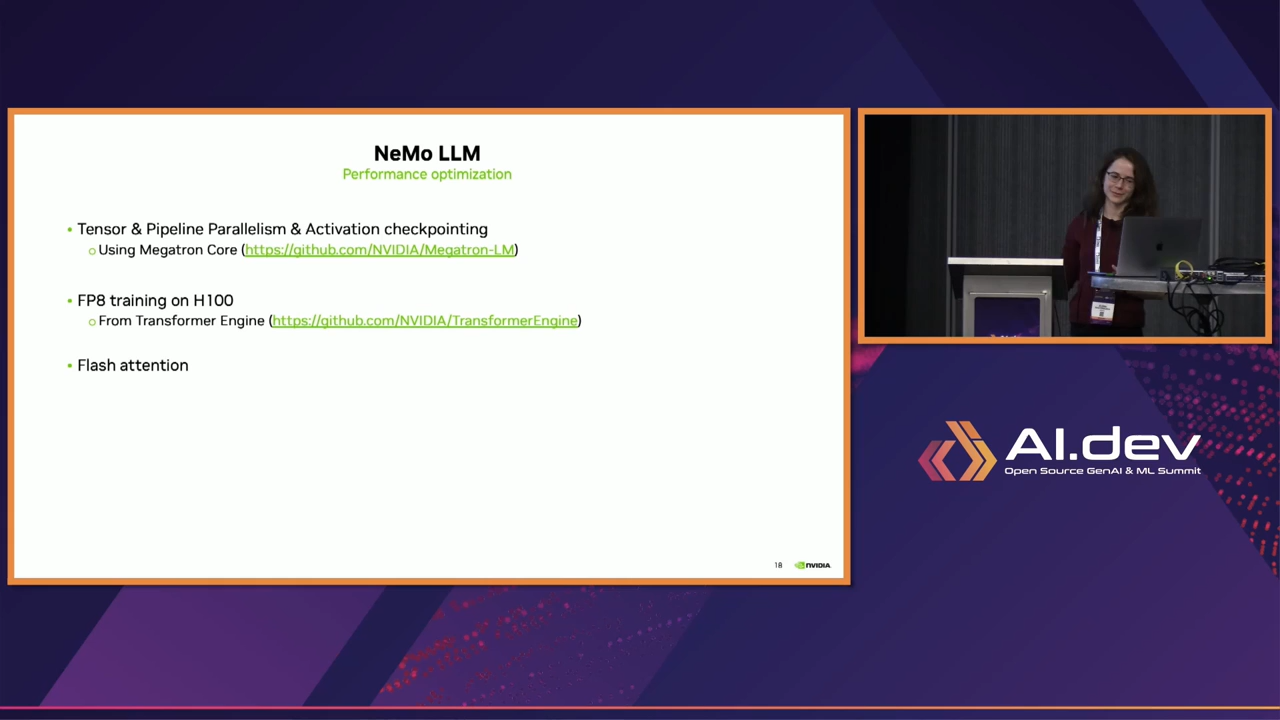 NeMo LLM
Performance optimization
• Tensor & Pipeline Parallelism & Activation checkpointing
o Using Megatron Core (https://github.com/NVIDIA/Megatron-LM)
• FP8 training on H100
o From Transformer Engine (https://github.com/NVIDIA/TransformerEngine)
• Flash attention
18
NVIDIA
AI.dev
Open Source GenAI & ML Summit